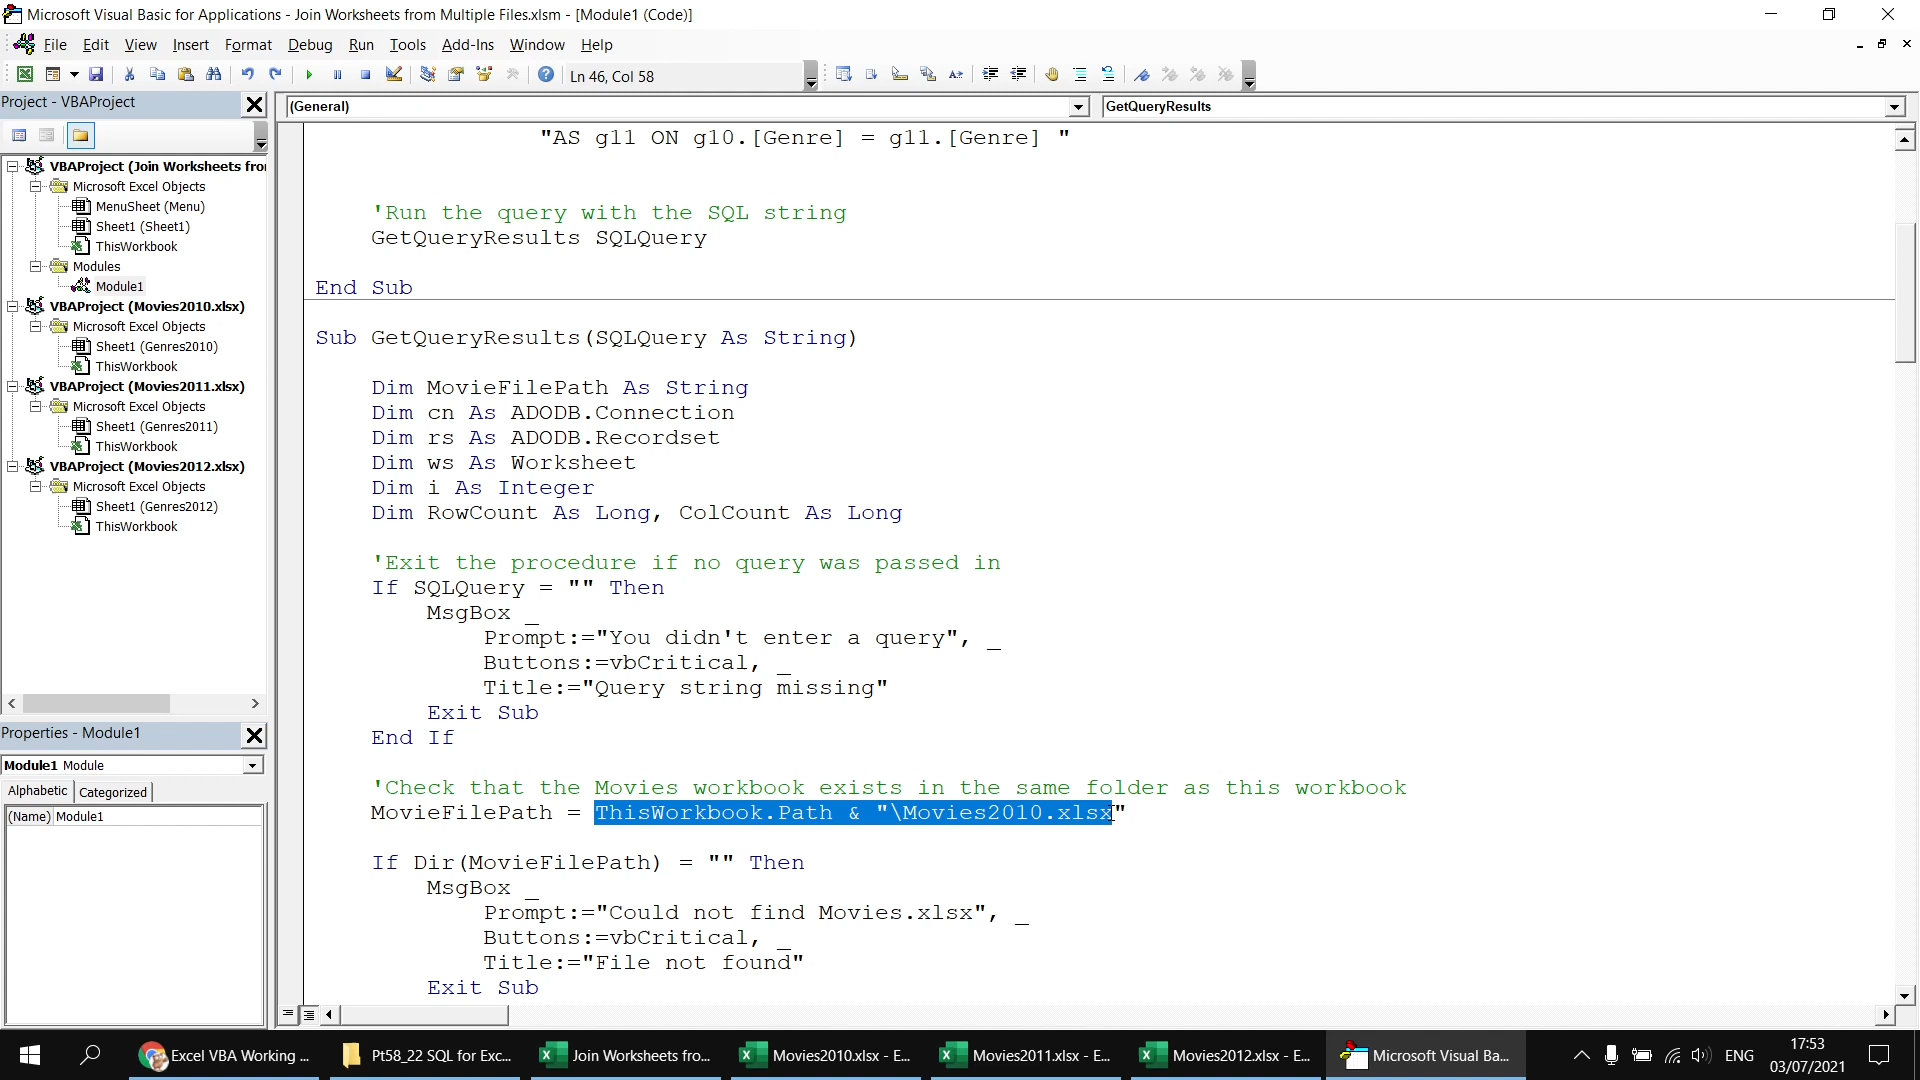 Microsoft Visual Basic for Applications - Join Worksheets from Multiple Files.xlsm - [Module1 (Code)]
File Edit View Insert Format Debug Run Tools Add-Ins Window Help
Ln 46, Col 58
Project - VBAProject
(General)
GetQueryResults
VBAProject (Join Worksheets fro
Microsoft Excel Objects
MenuSheet (Menu)
Sheet1 (Sheet1)
ThisWorkbook
Modules
Module1
VBAProject (Movies2010.xlsx)
Microsoft Excel Objects
Sheet1 (Genres2010)
ThisWorkbook
VBAProject (Movies2011.xlsx)
Microsoft Excel Objects
Sheet1 (Genres2011)
ThisWorkbook
VBAProject (Movies2012.xlsx)
Microsoft Excel Objects
Sheet1 (Genres2012)
ThisWorkbook
Properties - Module1
Module1 Module
Alphabetic Categorized
(Name) Module1
"AS g11 ON g10.[Genre] = g11.[Genre] "
'Run the query with the SQL string
GetQueryResults SQLQuery
End Sub
Sub GetQueryResults(SQLQuery As String)
Dim MovieFilePath As String
Dim cn As ADODB.Connection
Dim rs As ADODB.Recordset
Dim ws As Worksheet
Dim i As Integer
Dim RowCount As Long, ColCount As Long
'Exit the procedure if no query was passed in
If SQLQuery = "" Then
MsgBox _
Prompt:="You didn't enter a query", _
Buttons:=vbCritical, _
Title:="Query string missing"
Exit Sub
End If
'Check that the Movies workbook exists in the same folder as this workbook
MovieFilePath = ThisWorkbook.Path & "\Movies2010.xlsx"
If Dir(MovieFilePath) = "" Then
MsgBox _
Prompt:="Could not find Movies.xlsx", _
Buttons:=vbCritical, _
Title:="File not found"
Exit Sub
Excel VBA Working ...
Pt58_22 SQL for Exc...
Join Worksheets fro...
Movies2010.xlsx - E...
Movies2011.xlsx - E...
Movies2012.xlsx - E...
Microsoft Visual Ba...
ENG
17:53
03/07/2021